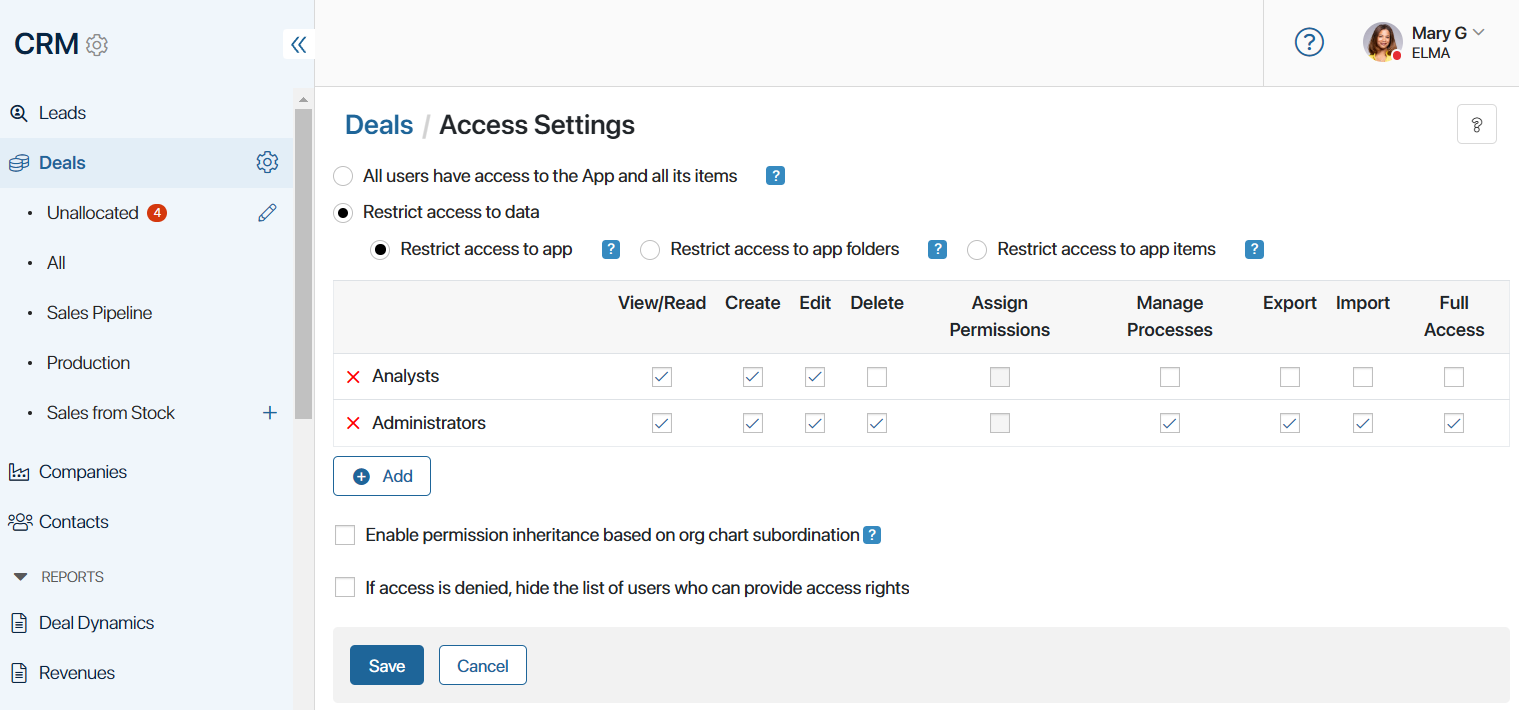 CRM
Mary G
ELMA
Leads
Deals
Unallocated 4
All
Sales Pipeline
Production
Sales from Stock
Companies
Contacts
REPORTS
Deal Dynamics
Revenues
Deals / Access Settings
All users have access to the App and all its items
Restrict access to data
Restrict access to app
Restrict access to app folders
Restrict access to app items
View/Read Create Edit Delete Assign Permissions Manage Processes Export Import Full Access
Analysts
Administrators
Add
Enable permission inheritance based on org chart subordination
If access is denied, hide the list of users who can provide access rights
Save
Cancel